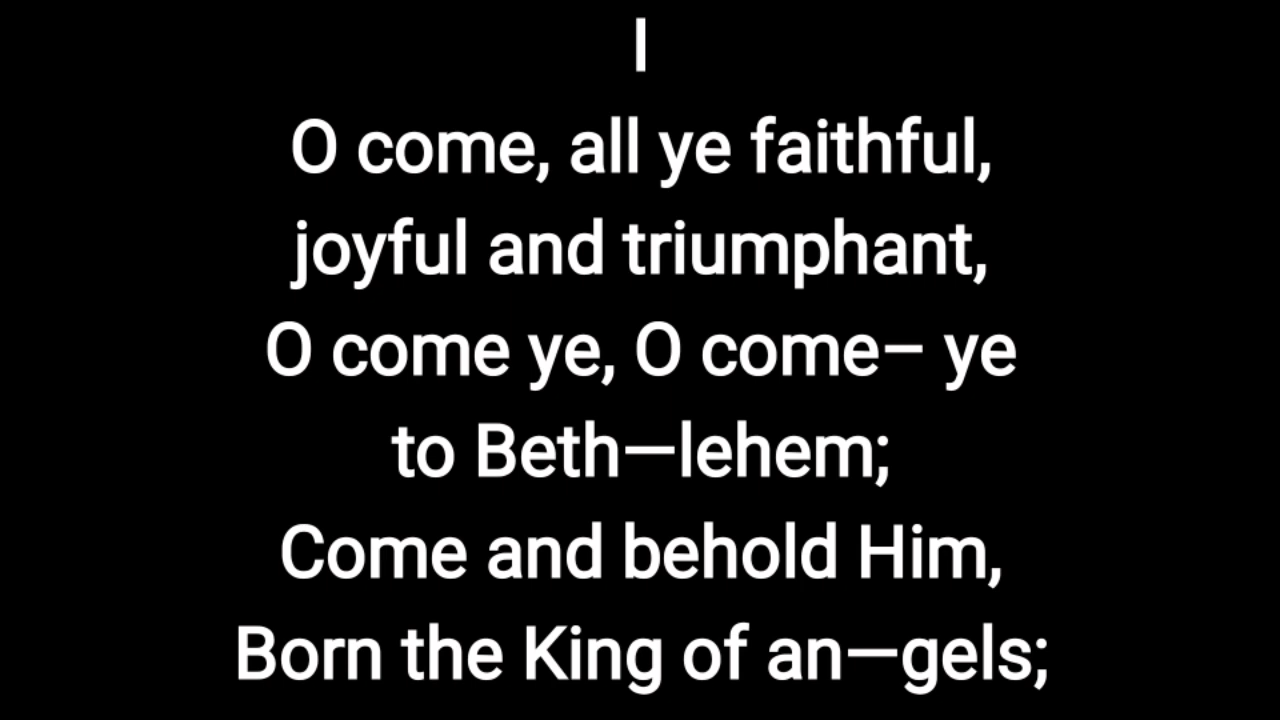 I
O come, all ye faithful,
joyful and triumphant,
O come ye, O come– ye
to Beth—lehem;
Come and behold Him,
Born the King of an—gels;